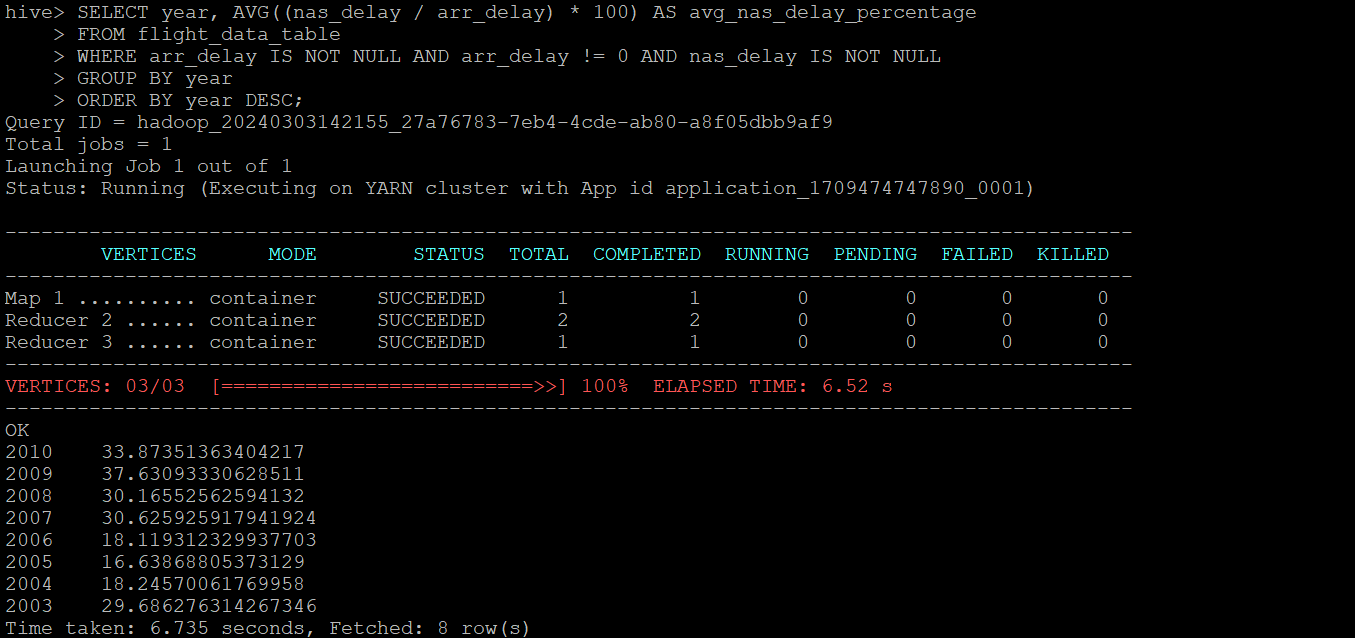 hive> SELECT year, AVG((nas_delay / arr_delay) * 100) AS avg_nas_delay_percentage
    > FROM flight_data_table
    > WHERE arr_delay IS NOT NULL AND arr_delay != 0 AND nas_delay IS NOT NULL
    > GROUP BY year
    > ORDER BY year DESC;
Query ID = hadoop_20240303142155_27a76783-7eb4-4cde-ab80-a8f05dbb9af9
Total jobs = 1
Launching Job 1 out of 1
Status: Running (Executing on YARN cluster with App id application_1709474747890_0001)
----------------------------------------------------------------------------------------------
        VERTICES      MODE        STATUS  TOTAL  COMPLETED  RUNNING  PENDING  FAILED  KILLED
----------------------------------------------------------------------------------------------
Map 1 .......... container     SUCCEEDED      1          1        0        0       0       0
Reducer 2 ...... container     SUCCEEDED      2          2        0        0       0       0
Reducer 3 ...... container     SUCCEEDED      1          1        0        0       0       0
----------------------------------------------------------------------------------------------
VERTICES: 03/03  [==========================>>] 100%  ELAPSED TIME: 6.52 s
----------------------------------------------------------------------------------------------
OK
2010    33.87351363404217
2009    37.63093330628511
2008    30.16552562594132
2007    30.625925917941924
2006    18.119312329937703
2005    16.63868805373129
2004    18.24570061769958
2003    29.686276314267346
Time taken: 6.735 seconds, Fetched: 8 row(s)